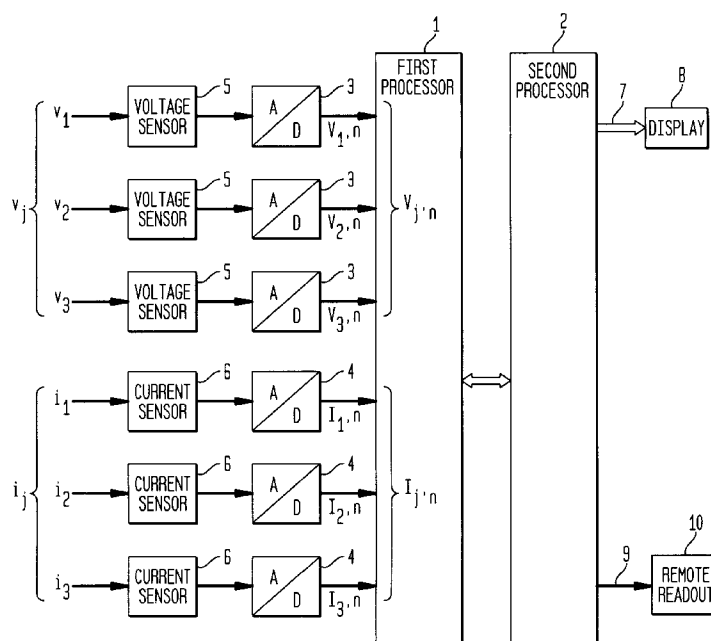 1
2
FIRST
PROCESSOR
SECOND
PROCESSOR
7
8
DISPLAY
v1
5
VOLTAGE
SENSOR
3
A
D
V1,n
vj
v2
5
VOLTAGE
SENSOR
3
A
D
V2,n
Vj'n
v3
5
VOLTAGE
SENSOR
3
A
D
V3,n
i1
6
CURRENT
SENSOR
4
A
D
I1,n
ij
i2
6
CURRENT
SENSOR
4
A
D
I2,n
Ij'n
i3
6
CURRENT
SENSOR
4
A
D
I3,n
9
10
REMOTE
READOUT